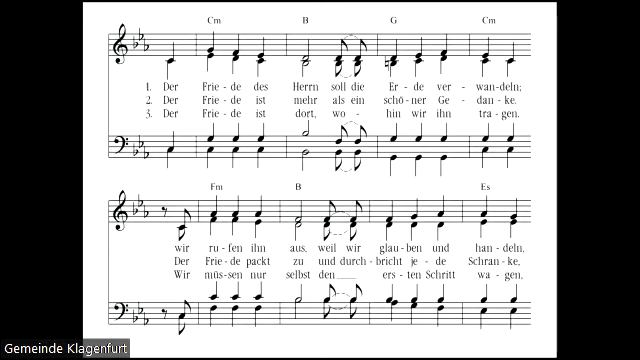 Cm B G Cm
1. Der Frie - de des Herrn soll die Er - de ver - wan-deln;
2. Der Frie - de ist mehr als ein schö - ner Ge - dan - ke.
3. Der Frie - de ist dort, wo - hin wir ihn tra - gen.
Fm B Es
wir ru - fen ihn aus, weil wir glau - ben und han - deln,
Der Frie - de packt zu und durch - bricht je - de Schran - ke,
Wir müs - sen nur selbst den ers - ten Schritt wa - gen,
Gemeinde Klagenfurt